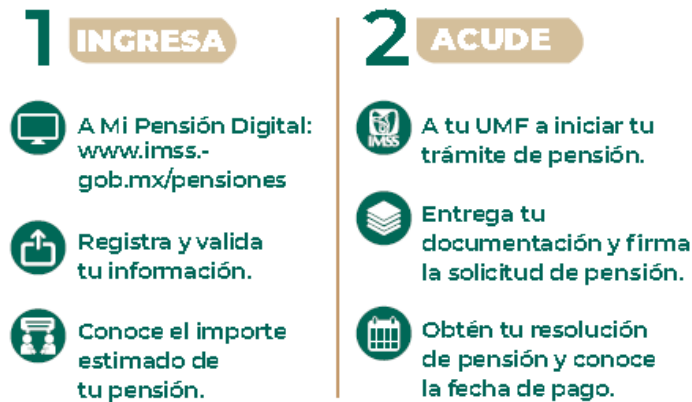 1 INGRESA
A Mi Pensión Digital:
www.imss.-
gob.mx/pensiones
Registra y valida
tu información.
Conoce el importe
estimado de
tu pensión.
2 ACUDE
IMSS
A tu UMF a iniciar tu
trámite de pensión.
Entrega tu
documentación y firma
la solicitud de pensión.
Obtén tu resolución
de pensión y conoce
la fecha de pago.